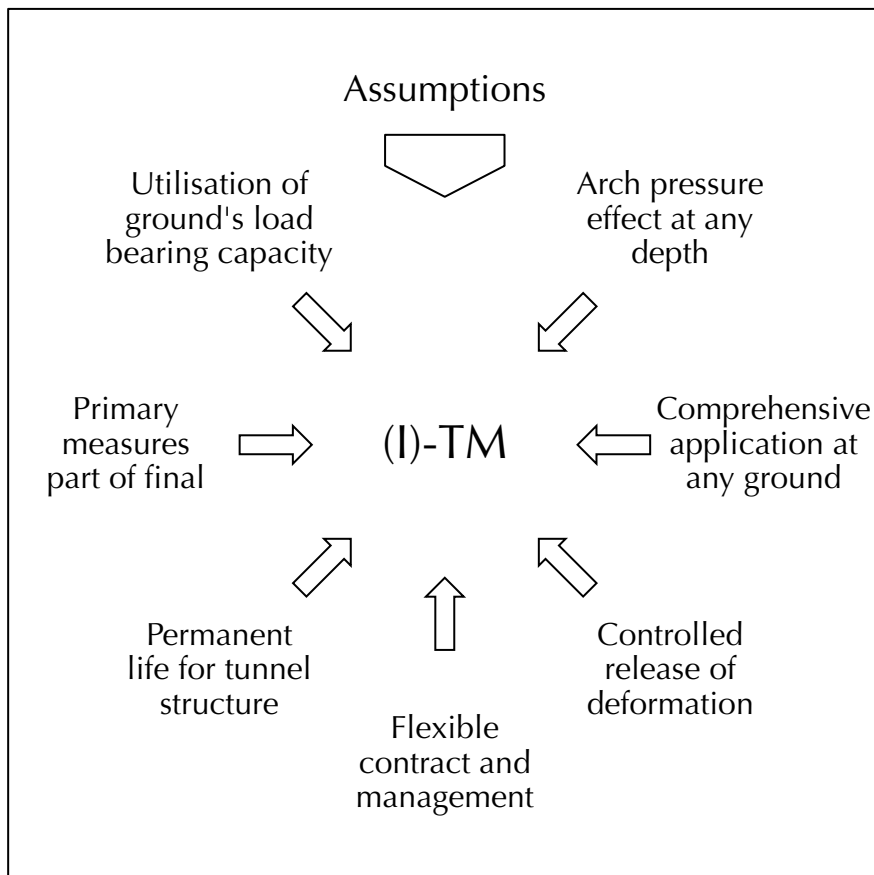 Assumptions
Utilisation of
ground's load
bearing capacity
Arch pressure
effect at any
depth
Primary
measures
part of final
(I)-TM
Comprehensive
application at
any ground
Permanent
life for tunnel
structure
Controlled
release of
deformation
Flexible
contract and
management